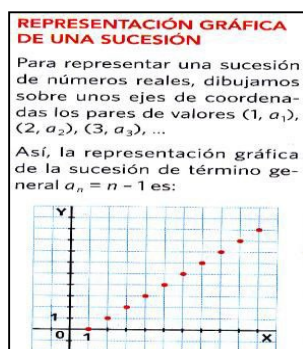 REPRESENTACIÓN GRÁFICA
DE UNA SUCESIÓN
Para representar una sucesión
de números reales, dibujamos
sobre unos ejes de coordena-
das los pares de valores (1, a₁),
(2, a₂), (3, a₃), ...
Así, la representación gráfica
de la sucesión de término ge-
neral aₙ = n – 1 es:
Y
1
0 1 X